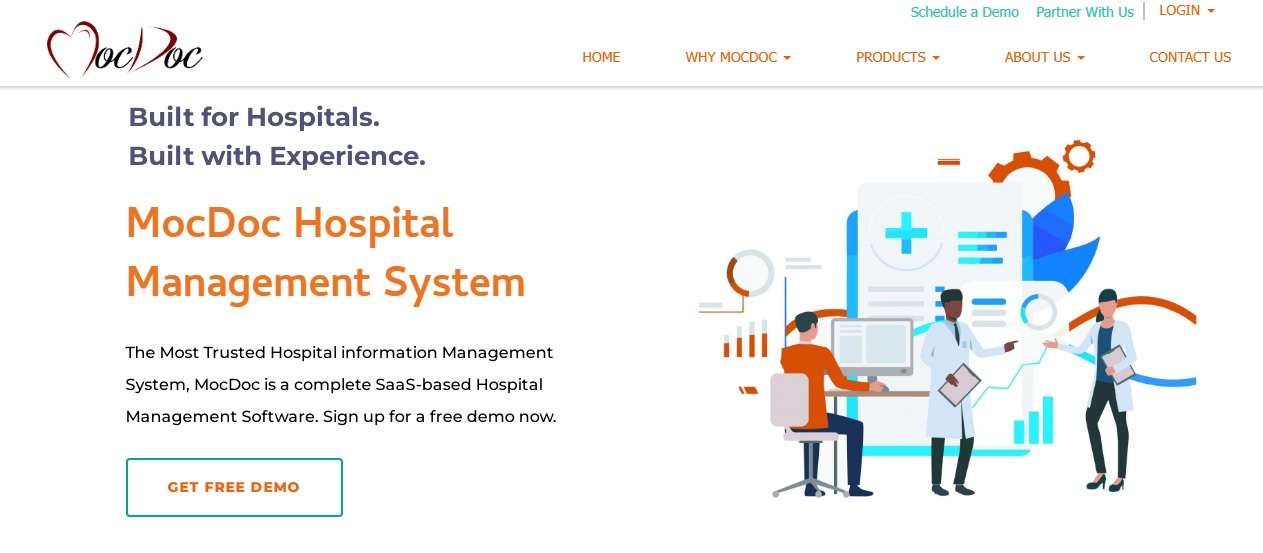 Schedule a Demo Partner With Us LOGIN
MocDoc
HOME WHY MOCDOC PRODUCTS ABOUT US CONTACT US
Built for Hospitals.
Built with Experience.
MocDoc Hospital
Management System
The Most Trusted Hospital information Management
System, MocDoc is a complete SaaS-based Hospital
Management Software. Sign up for a free demo now.
GET FREE DEMO